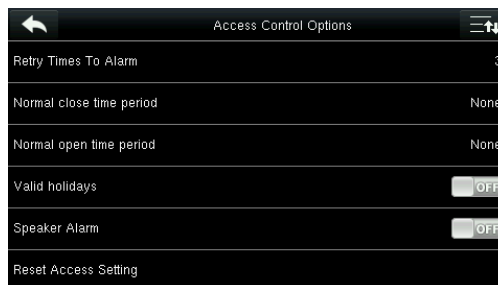 Access Control Options
Retry Times To Alarm 3
Normal close time period None
Normal open time period None
Valid holidays OFF
Speaker Alarm OFF
Reset Access Setting